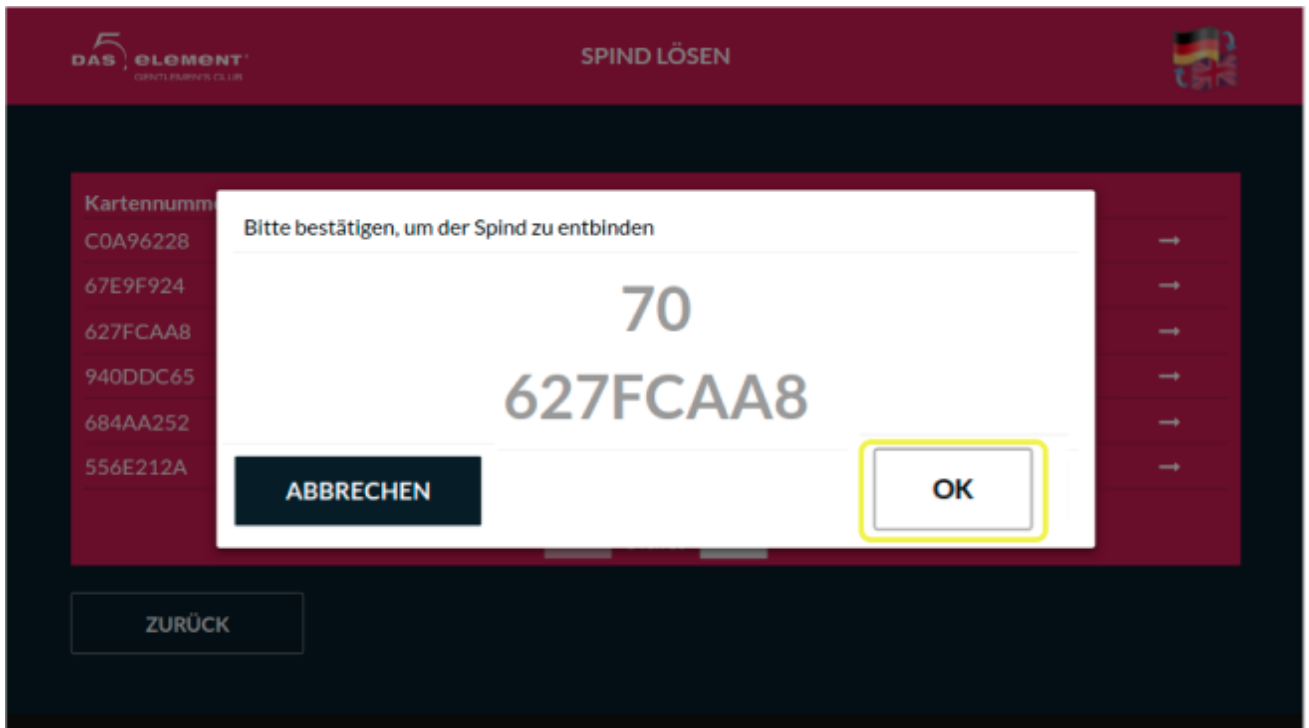 DAS 5 element
GENTLEMEN'S CLUB
SPIND LÖSEN
Kartennumm
C0A96228
67E9F924
627FCAA8
940DDC65
684AA252
556E212A
Bitte bestätigen, um der Spind zu entbinden
70
627FCAA8
ABBRECHEN
OK
ZURÜCK